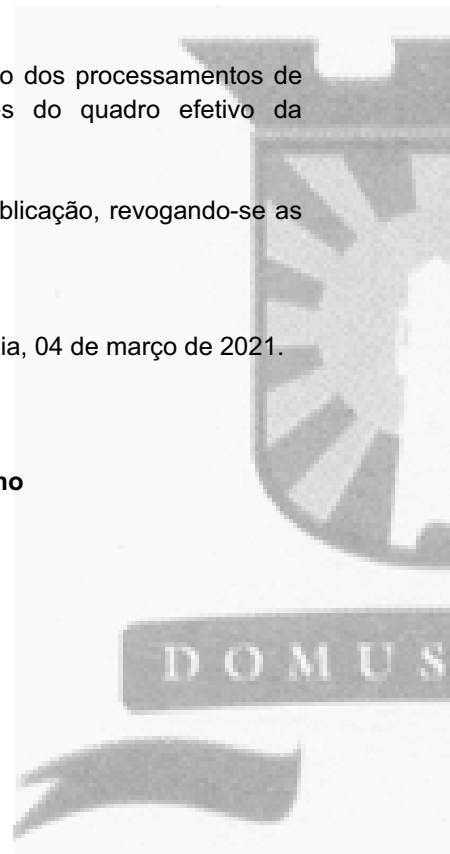 o dos processamentos de
s do quadro efetivo da
blicação, revogando-se as
ia, 04 de março de 2021.
no
DOMUS